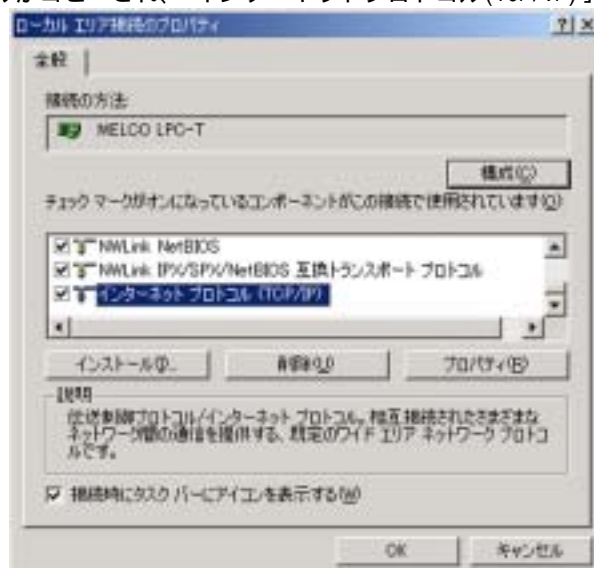 ローカル エリア接続のプロパティ
全般
接続の方法:
MELCO LPC-T
構成(C)
チェック マークがオンになっているコンポーネントがこの接続で使用されています(O)
NWLink NetBIOS
NWLink IPX/SPX/NetBIOS 互換トランスポート プロトコル
インターネット プロトコル (TCP/IP)
インストール(I)...
削除(U)
プロパティ(R)
説明
伝送制御プロトコル/インターネット プロトコル。相互接続されたさまざまな
ネットワーク間の通信を提供する、既定のワイド エリア ネットワーク プロトコ
ルです。
接続時にタスク バーにアイコンを表示する(W)
OK
キャンセル